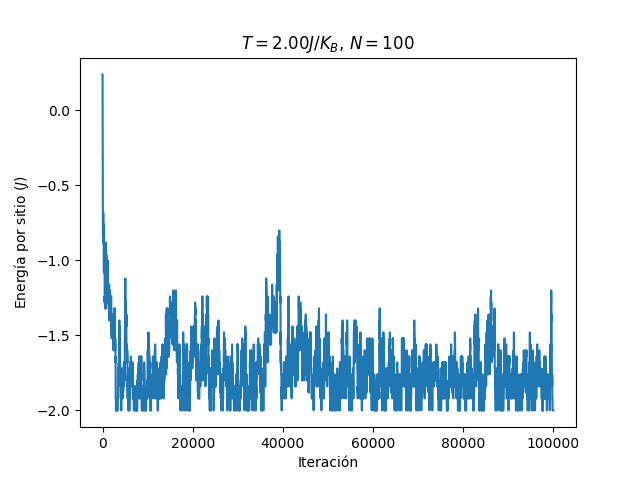 T = 2.00J/K_B, N = 100
0.0
−0.5
−1.0
−1.5
−2.0
Energía por sitio (J)
0 20000 40000 60000 80000 100000
Iteración